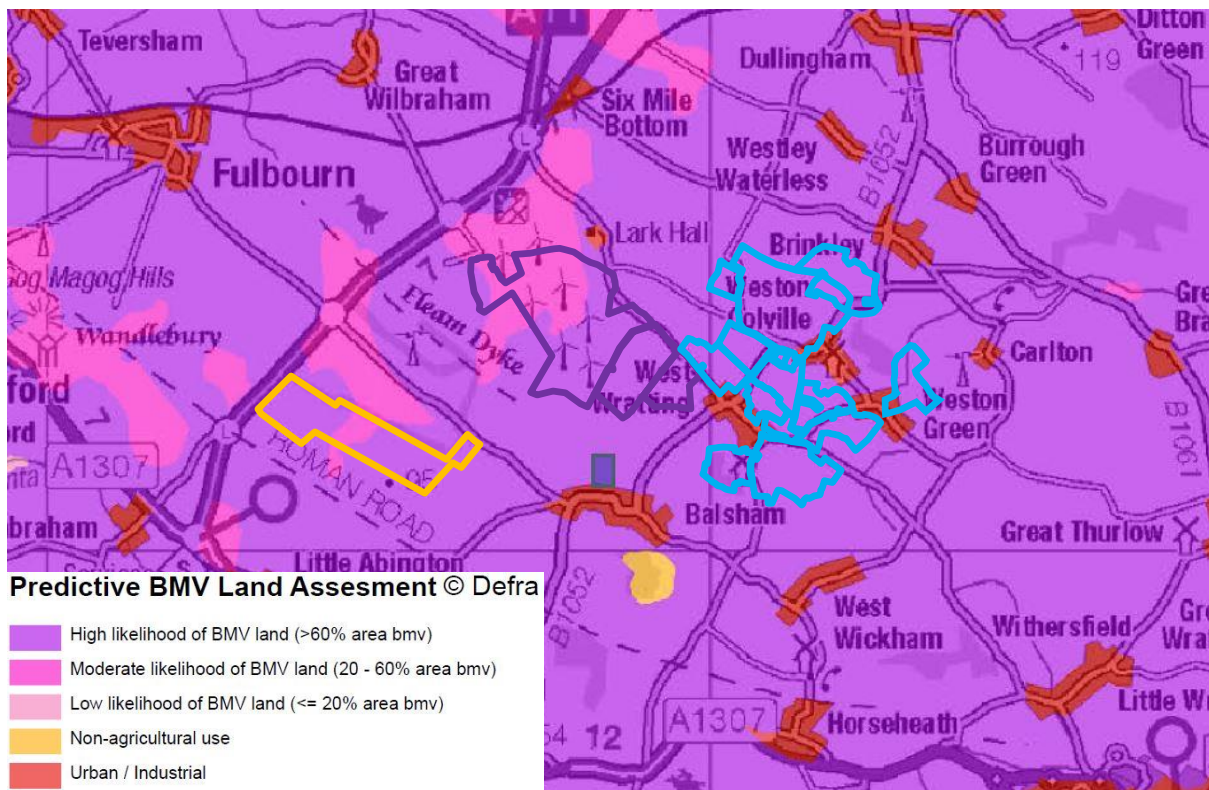 Teversham
Great
Wilbraham
Six Mile
Bottom
Dullingham
Ditton
Green
119
Westley
Waterless
B1052
Burrough
Green
Fulbourn
Lark Hall
Brinkley
Gog Magog Hills
Wandlebury
Fleam Dyke
7
Weston
Colville
Carlton
West
Wratting
Weston
Green
B1061
ford
7
A1307
ROMAN ROAD
Balsham
Great Thurlow
Little Abington
B1052
West
Wickham
Withersfield
A1307
Horseheath
12
54
Predictive BMV Land Assesment © Defra
High likelihood of BMV land (>60% area bmv)
Moderate likelihood of BMV land (20 - 60% area bmv)
Low likelihood of BMV land (<= 20% area bmv)
Non-agricultural use
Urban / Industrial